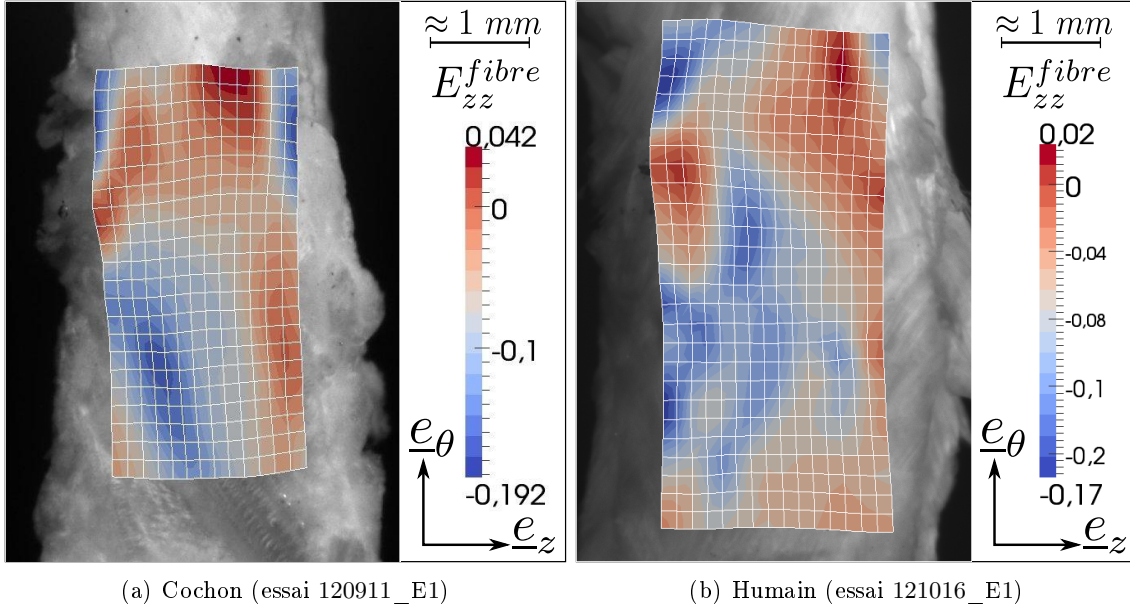 ≈ 1 mm
E_zz^fibre
0,042
0
-0,1
-0,192
e_θ
e_z
≈ 1 mm
E_zz^fibre
0,02
0
-0,04
-0,08
-0,1
-0,2
-0,17
e_θ
e_z
(a) Cochon (essai 120911_E1)
(b) Humain (essai 121016_E1)